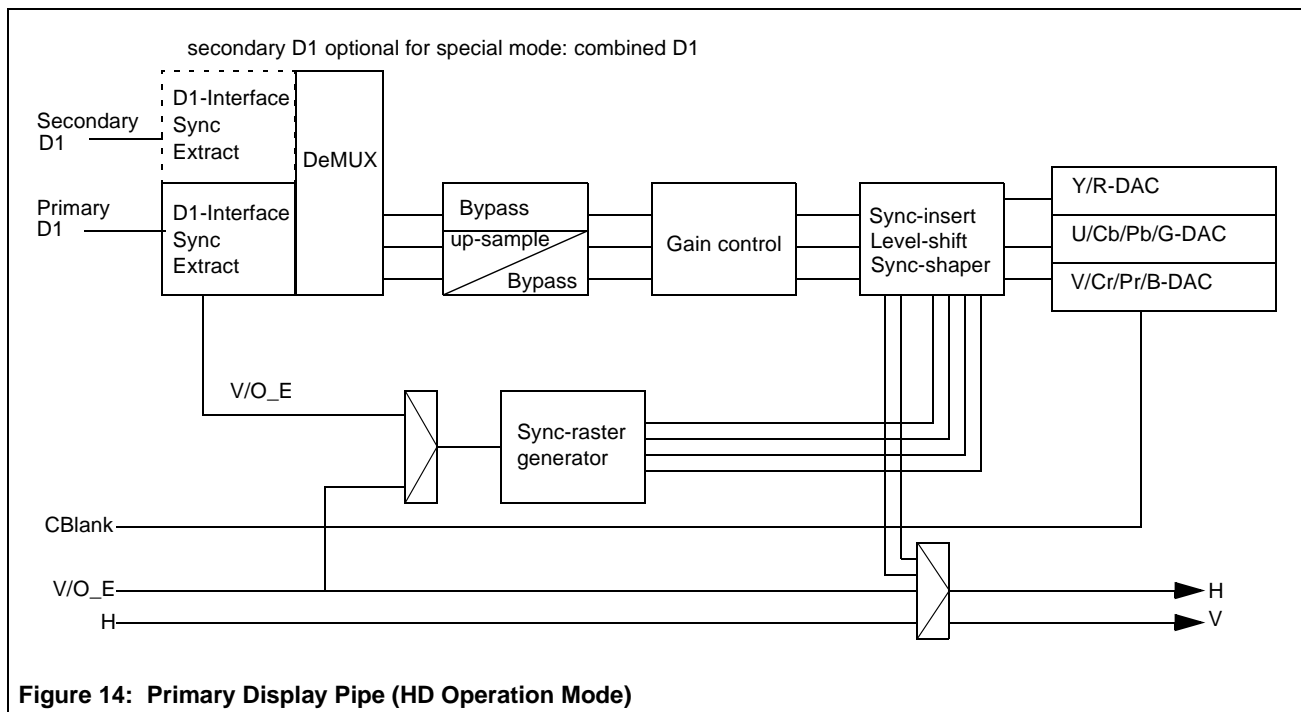 secondary D1 optional for special mode: combined D1
D1-Interface
Sync
Extract
Secondary
D1
DeMUX
Primary
D1
D1-Interface
Sync
Extract
Bypass
up-sample
Bypass
Gain control
Sync-insert
Level-shift
Sync-shaper
Y/R-DAC
U/Cb/Pb/G-DAC
V/Cr/Pr/B-DAC
V/O_E
Sync-raster
generator
CBlank
V/O_E
H
H
V
Figure 14: Primary Display Pipe (HD Operation Mode)